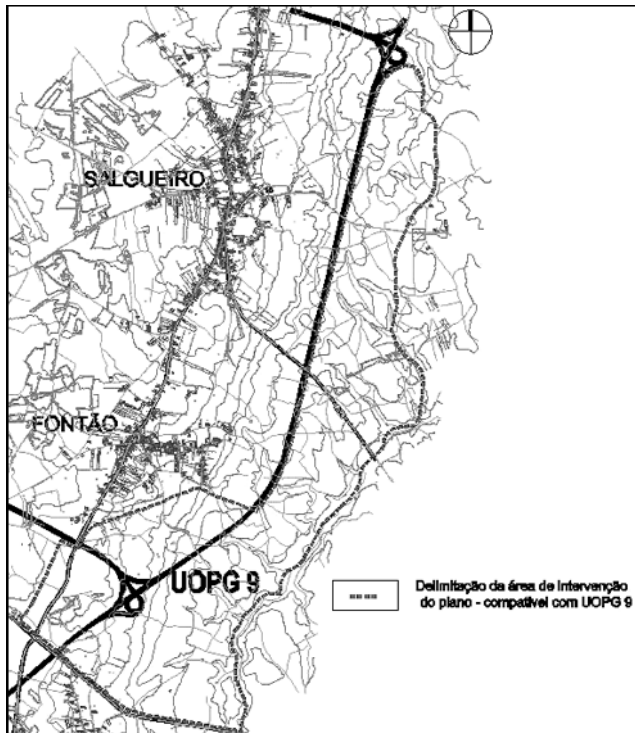 SALGUEIRO
FONTÃO
UOPG 9
Delimitação da área de intervenção
do plano - compatível com UOPG 9